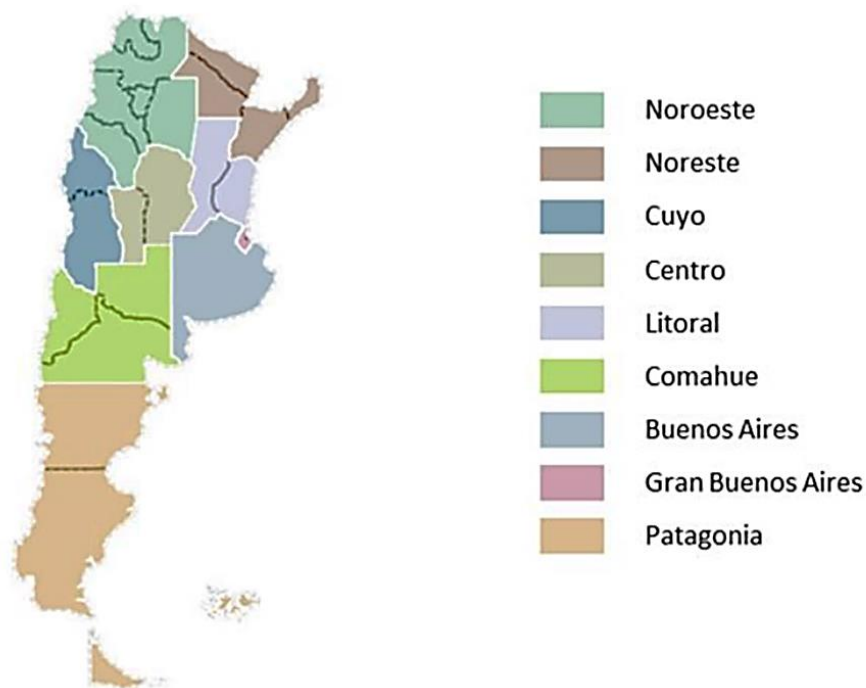 Noroeste
Noreste
Cuyo
Centro
Litoral
Comahue
Buenos Aires
Gran Buenos Aires
Patagonia